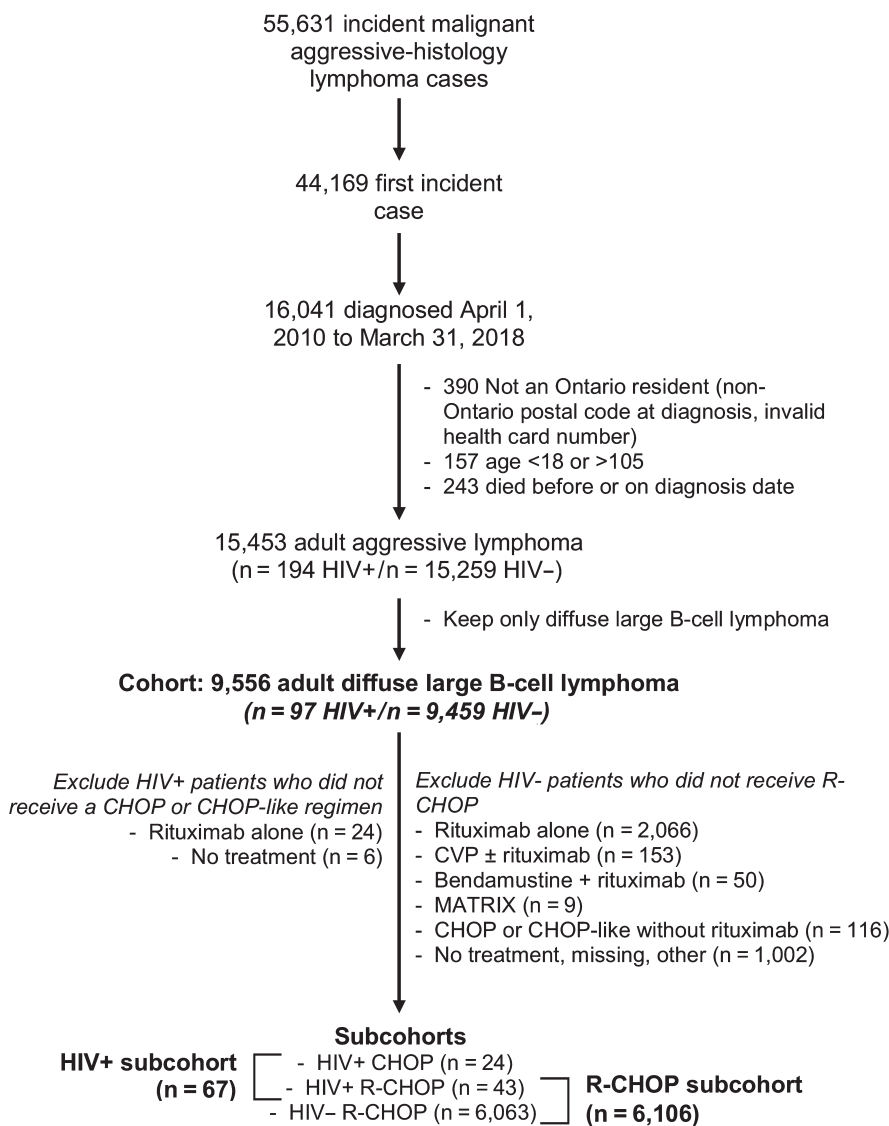 55,631 incident malignant
aggressive-histology
lymphoma cases
44,169 first incident
case
16,041 diagnosed April 1,
2010 to March 31, 2018
- 390 Not an Ontario resident (non-
Ontario postal code at diagnosis, invalid
health card number)
- 157 age <18 or >105
- 243 died before or on diagnosis date
15,453 adult aggressive lymphoma
(n = 194 HIV+/n = 15,259 HIV–)
- Keep only diffuse large B-cell lymphoma
Cohort: 9,556 adult diffuse large B-cell lymphoma
(n = 97 HIV+/n = 9,459 HIV–)
Exclude HIV+ patients who did not
receive a CHOP or CHOP-like regimen
- Rituximab alone (n = 24)
- No treatment (n = 6)
Exclude HIV- patients who did not receive R-
CHOP
- Rituximab alone (n = 2,066)
- CVP ± rituximab (n = 153)
- Bendamustine + rituximab (n = 50)
- MATRIX (n = 9)
- CHOP or CHOP-like without rituximab (n = 116)
- No treatment, missing, other (n = 1,002)
Subcohorts
HIV+ subcohort
(n = 67)
- HIV+ CHOP (n = 24)
- HIV+ R-CHOP (n = 43)
- HIV– R-CHOP (n = 6,063)
R-CHOP subcohort
(n = 6,106)